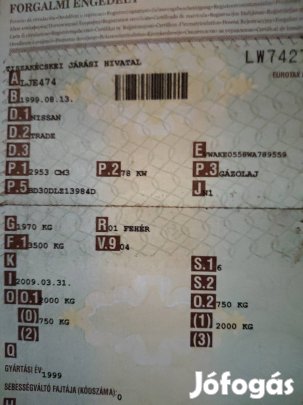 FORGALMI ENGEDÉLY
TISZAKÉCSKEI JÁRÁSI HIVATAL
LW742
A LJE474
B 1999.08.13.
D.1 NISSAN
D.2 TRADE
D.3
E VWAKE0558WA789559
P.1 2953 CM3 P.2 78 KW P.3 GÁZOLAJ
P.5 BD30DLZ13984D J N1
G 1970 KG R 01 FEHÉR
F.1 3500 KG V.9 04
K S.1 6
I 2009.03.31. S.2
O O.1 2000 KG O.2 750 KG
(0) 750 KG (1) 2000 KG
(2) (3)
Q
GYÁRTÁSI ÉV 1999
SEBESSÉGVÁLTÓ FAJTÁJA (KÓDSZÁMA): 0
Jófogás